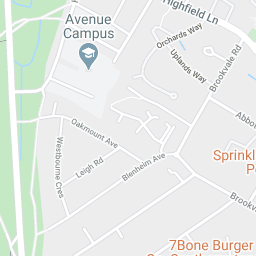 Avenue
Campus
Highfield Ln
Orchards Way
Uplands Way
Brookvale Rd
Abbo
Oakmount Ave
Westbourne Cres
Leigh Rd
Blenheim Ave
Sprinkl
P
Brookva
7Bone Burger